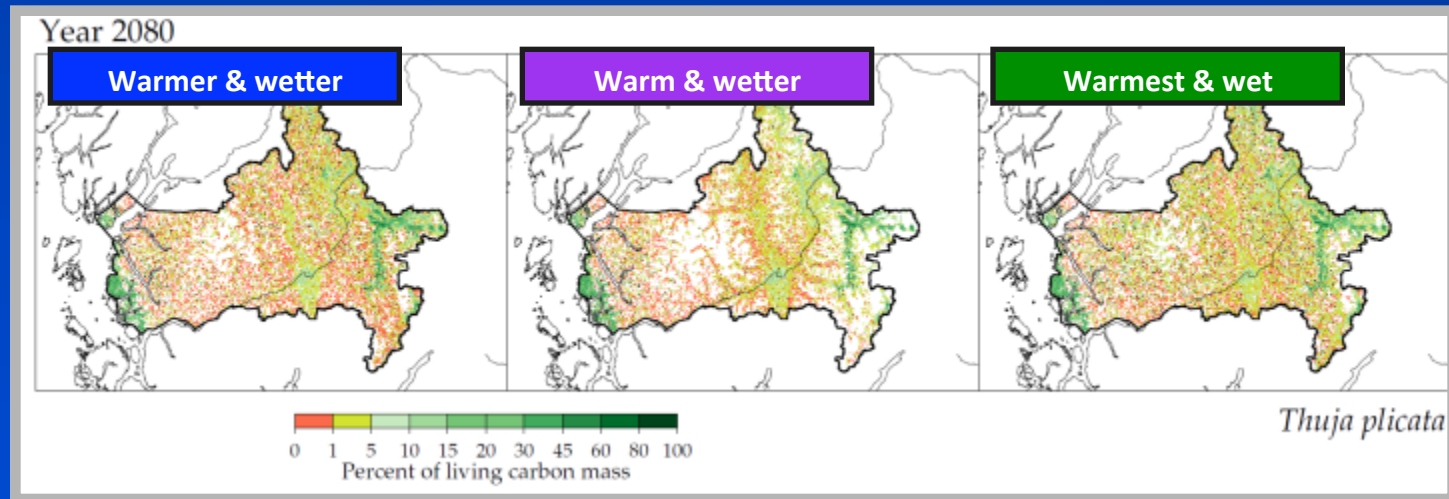 Year 2080
Warmer & wetter
Warm & wetter
Warmest & wet
0 1 5 10 15 20 30 45 60 80 100
Percent of living carbon mass
Thuja plicata